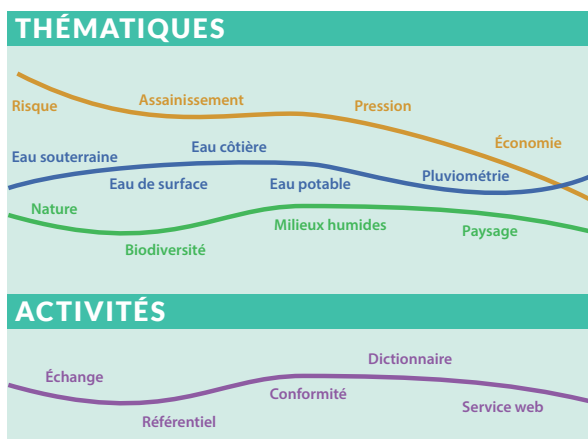 THÉMATIQUES
Risque
Assainissement
Pression
Économie
Eau souterraine
Eau côtière
Eau de surface
Eau potable
Pluviométrie
Nature
Biodiversité
Milieux humides
Paysage
ACTIVITÉS
Échange
Référentiel
Conformité
Dictionnaire
Service web